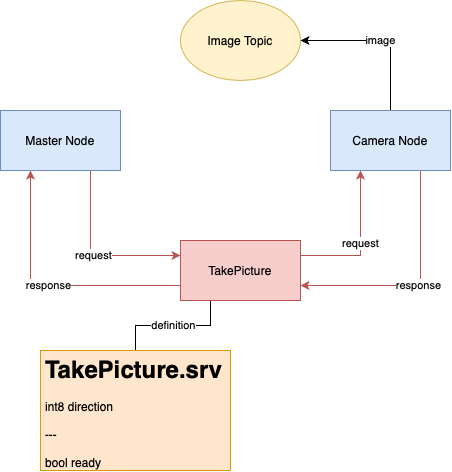 Image Topic
image
Master Node
Camera Node
request
request
TakePicture
response
response
definition
TakePicture.srv
int8 direction
---
bool ready